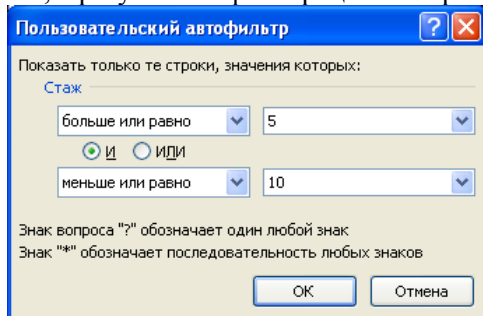 Пользовательский автофильтр
Показать только те строки, значения которых:
Стаж
больше или равно 5
И ИЛИ
меньше или равно 10
Знак вопроса "?" обозначает один любой знак
Знак "*" обозначает последовательность любых знаков
ОК Отмена